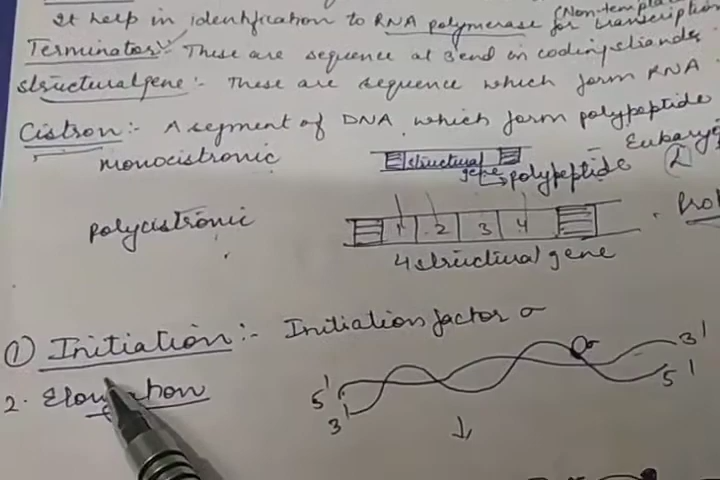 It help in identification to RNA polymerase for transcription
(Non-templa
Terminator:- These are sequence at 3'end in coding strands.
Structural gene:- These are sequence which form RNA.
Cistron:- A segment of DNA which form polypeptide
monocistronic structural gene → polypeptide - Eukaryo
polycistronic 1 2 3 4
4 structural gene
① Initiation:- Initiation factor σ
2. Elongation
σ 3'
5' 5'
3'